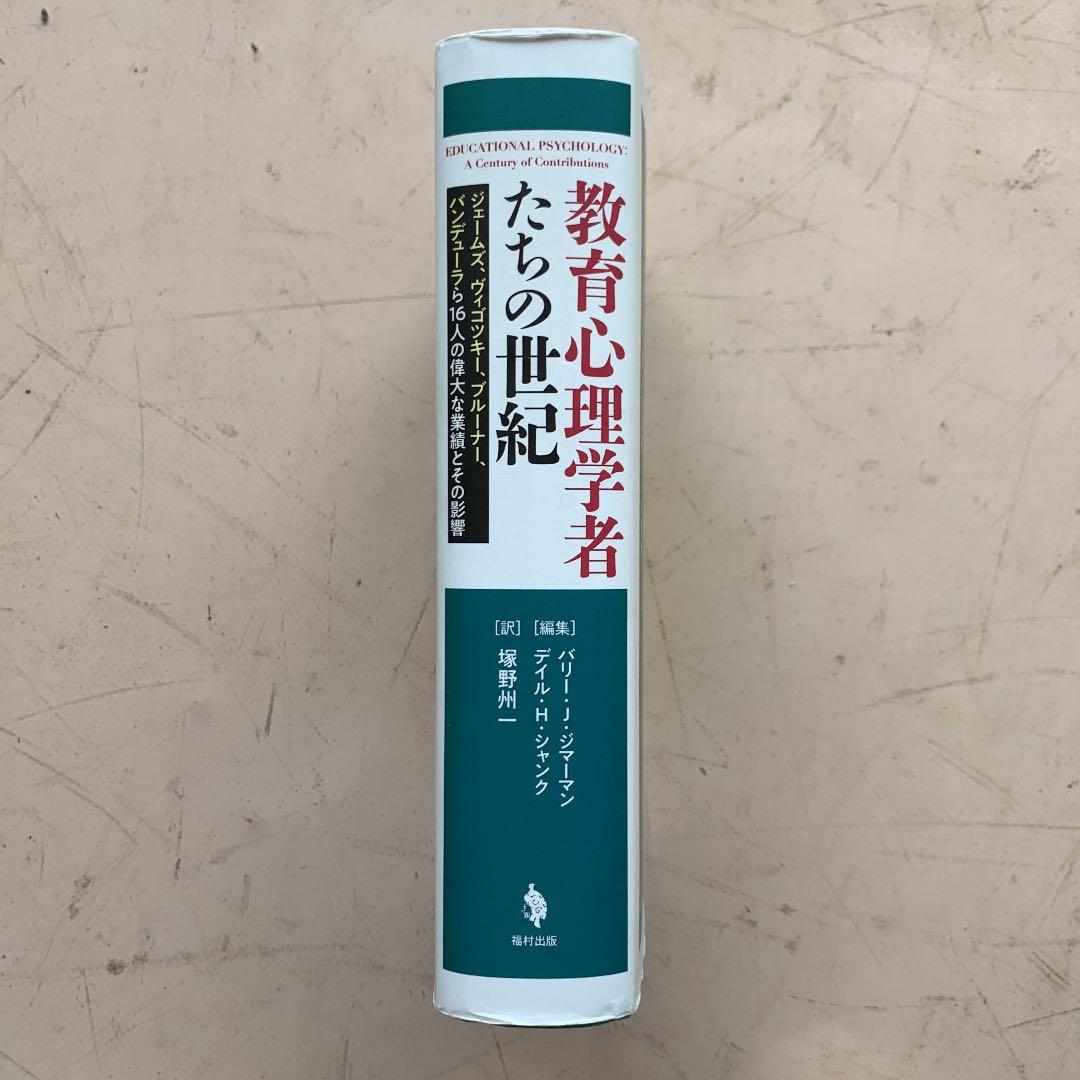 EDUCATIONAL PSYCHOLOGY:
A Century of Contributions
教育心理学者
たちの世紀
ジェームズ、ヴィゴツキー、ブルーナー、
バンデューラら16人の偉大な業績とその影響
［編集］ バリー・J・ジマーマン
デイル・H・シャンク
［訳］ 塚野州一
福村出版